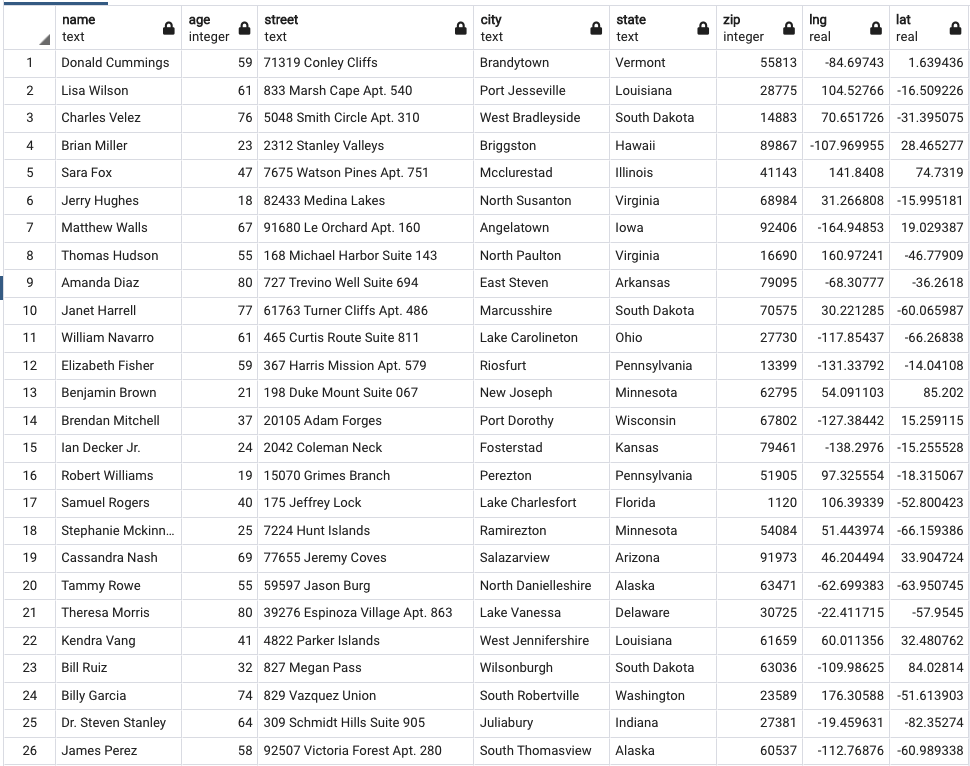 name age street city state zip lng lat
text integer text text text integer real real
1 Donald Cummings 59 71319 Conley Cliffs Brandytown Vermont 55813 -84.69743 1.639436
2 Lisa Wilson 61 833 Marsh Cape Apt. 540 Port Jesseville Louisiana 28775 104.52766 -16.509226
3 Charles Velez 76 5048 Smith Circle Apt. 310 West Bradleyside South Dakota 14883 70.651726 -31.395075
4 Brian Miller 23 2312 Stanley Valleys Briggston Hawaii 89867 -107.969955 28.465277
5 Sara Fox 47 7675 Watson Pines Apt. 751 Mcclurestad Illinois 41143 141.8408 74.7319
6 Jerry Hughes 18 82433 Medina Lakes North Susanton Virginia 68984 31.266808 -15.995181
7 Matthew Walls 67 91680 Le Orchard Apt. 160 Angelatown Iowa 92406 -164.94853 19.029387
8 Thomas Hudson 55 168 Michael Harbor Suite 143 North Paulton Virginia 16690 160.97241 -46.77909
9 Amanda Diaz 80 727 Trevino Well Suite 694 East Steven Arkansas 79095 -68.30777 -36.2618
10 Janet Harrell 77 61763 Turner Cliffs Apt. 486 Marcusshire South Dakota 70575 30.221285 -60.065987
11 William Navarro 61 465 Curtis Route Suite 811 Lake Carolineton Ohio 27730 -117.85437 -66.26838
12 Elizabeth Fisher 59 367 Harris Mission Apt. 579 Riosfurt Pennsylvania 13399 -131.33792 -14.04108
13 Benjamin Brown 21 198 Duke Mount Suite 067 New Joseph Minnesota 62795 54.091103 85.202
14 Brendan Mitchell 37 20105 Adam Forges Port Dorothy Wisconsin 67802 -127.38442 15.259115
15 Ian Decker Jr. 24 2042 Coleman Neck Fosterstad Kansas 79461 -138.2976 -15.255528
16 Robert Williams 19 15070 Grimes Branch Perezton Pennsylvania 51905 97.325554 -18.315067
17 Samuel Rogers 40 175 Jeffrey Lock Lake Charlesfort Florida 1120 106.39339 -52.800423
18 Stephanie Mckinn... 25 7224 Hunt Islands Ramirezton Minnesota 54084 51.443974 -66.159386
19 Cassandra Nash 69 77655 Jeremy Coves Salazarview Arizona 91973 46.204494 33.904724
20 Tammy Rowe 55 59597 Jason Burg North Danielleshire Alaska 63471 -62.699383 -63.950745
21 Theresa Morris 80 39276 Espinoza Village Apt. 863 Lake Vanessa Delaware 30725 -22.411715 -57.9545
22 Kendra Vang 41 4822 Parker Islands West Jennifershire Louisiana 61659 60.011356 32.480762
23 Bill Ruiz 32 827 Megan Pass Wilsonburgh South Dakota 63036 -109.98625 84.02814
24 Billy Garcia 74 829 Vazquez Union South Robertville Washington 23589 176.30588 -51.613903
25 Dr. Steven Stanley 64 309 Schmidt Hills Suite 905 Juliabury Indiana 27381 -19.459631 -82.35274
26 James Perez 58 92507 Victoria Forest Apt. 280 South Thomasview Alaska 60537 -112.76876 -60.989338